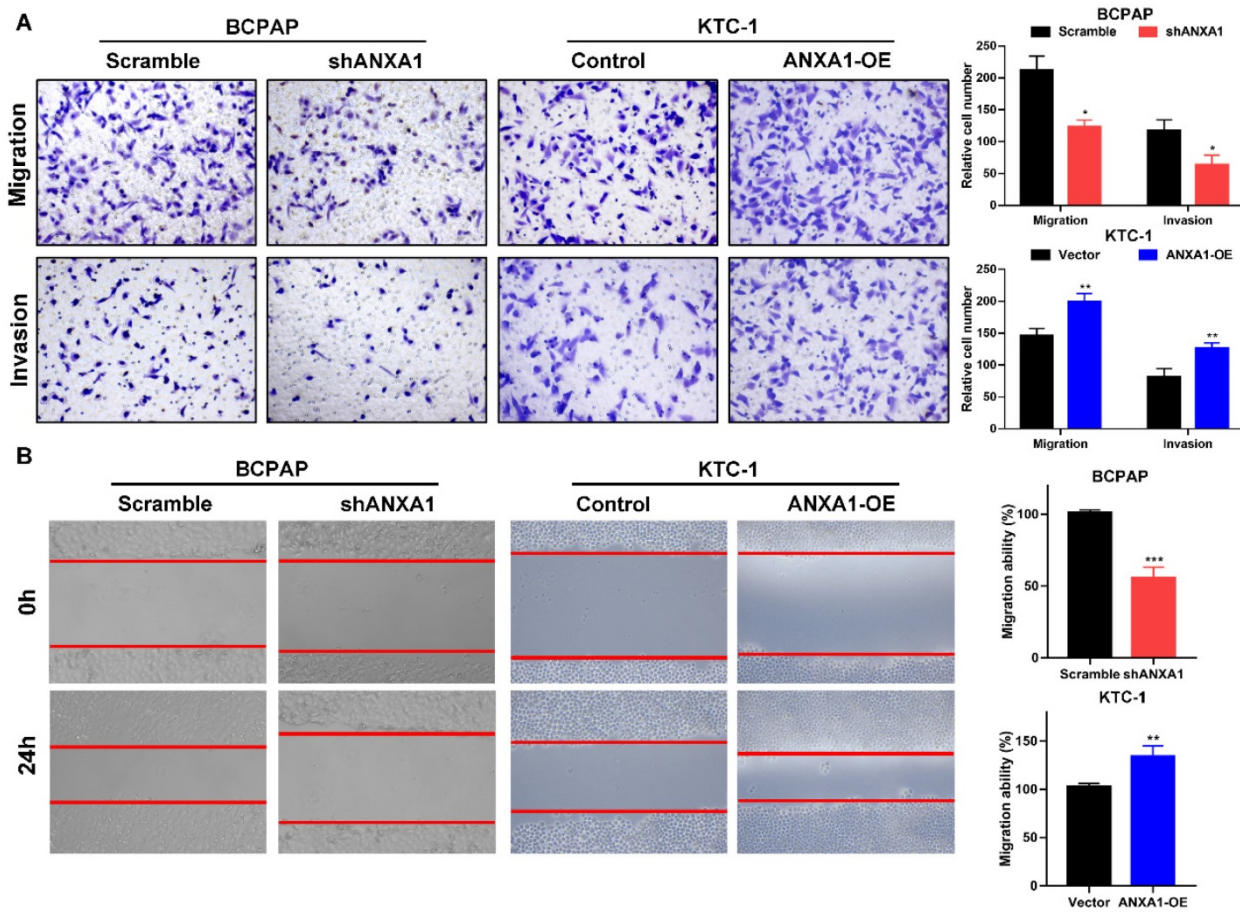 A
BCPAP
KTC-1
Scramble
shANXA1
Control
ANXA1-OE
Migration
Invasion
BCPAP
Scramble
shANXA1
Relative cell number
250
200
150
100
50
0
*
*
Migration
Invasion
KTC-1
Vector
ANXA1-OE
Relative cell number
250
200
150
100
50
0
**
**
Migration
Invasion
B
BCPAP
KTC-1
Scramble
shANXA1
Control
ANXA1-OE
0h
24h
BCPAP
Migration ability (%)
100
50
0
***
Scramble shANXA1
KTC-1
Migration ability (%)
150
100
50
0
**
Vector ANXA1-OE